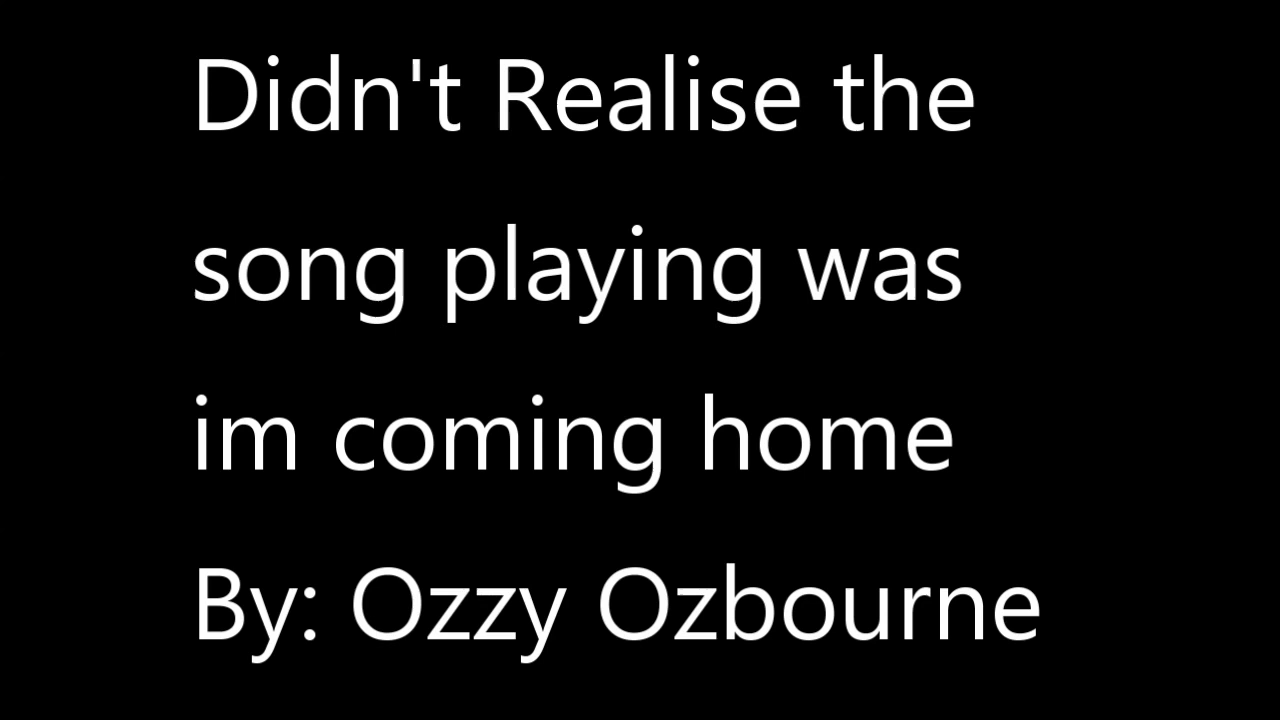 Didn't Realise the
song playing was
im coming home
By: Ozzy Ozbourne